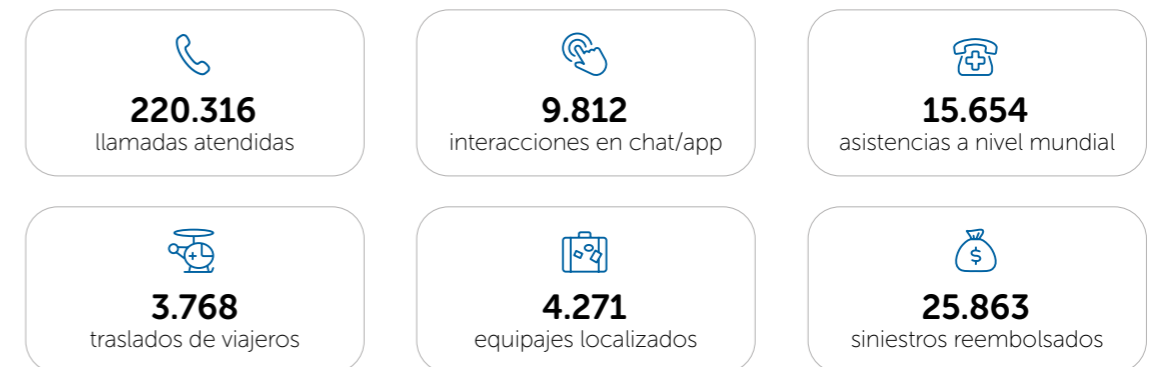 220.316
llamadas atendidas
9.812
interacciones en chat/app
15.654
asistencias a nivel mundial
3.768
traslados de viajeros
4.271
equipajes localizados
$
25.863
siniestros reembolsados